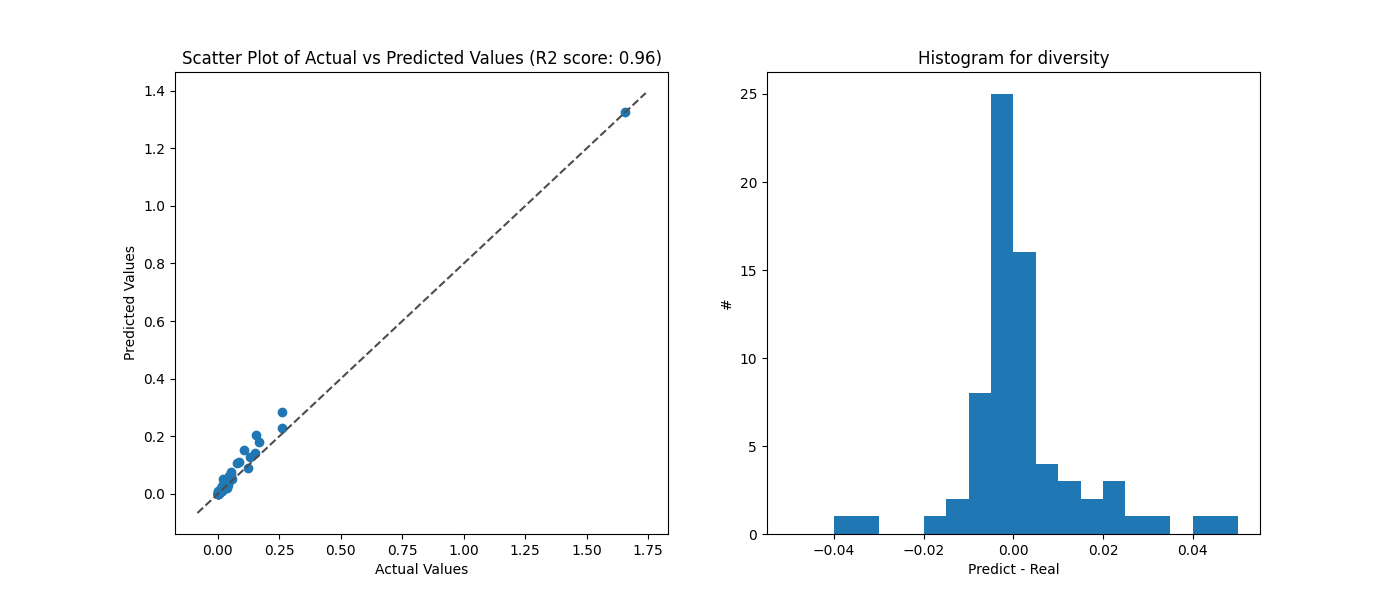 Scatter Plot of Actual vs Predicted Values (R2 score: 0.96)
1.4
1.2
1.0
0.8
0.6
0.4
0.2
0.0
Predicted Values
0.00 0.25 0.50 0.75 1.00 1.25 1.50 1.75
Actual Values
Histogram for diversity
25
20
15
10
5
0
#
−0.04 −0.02 0.00 0.02 0.04
Predict - Real